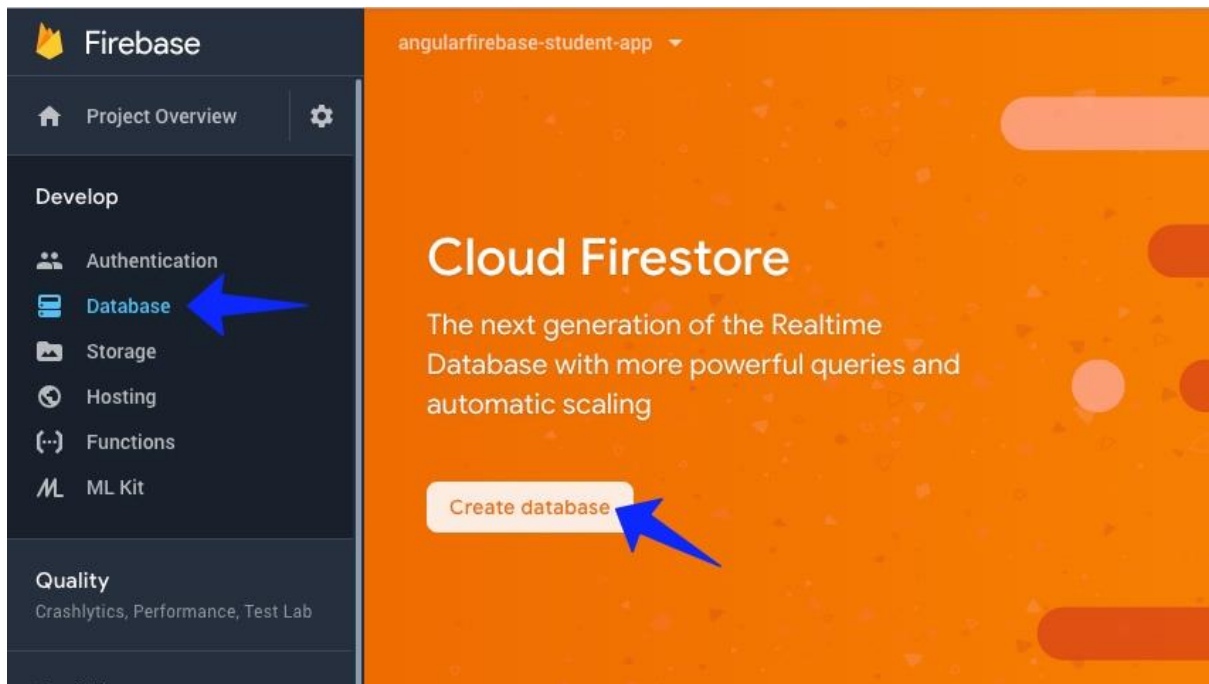 Firebase
Project Overview
Develop
Authentication
Database
Storage
Hosting
Functions
ML Kit
Quality
Crashlytics, Performance, Test Lab
angularfirebase-student-app
Cloud Firestore
The next generation of the Realtime
Database with more powerful queries and
automatic scaling
Create database